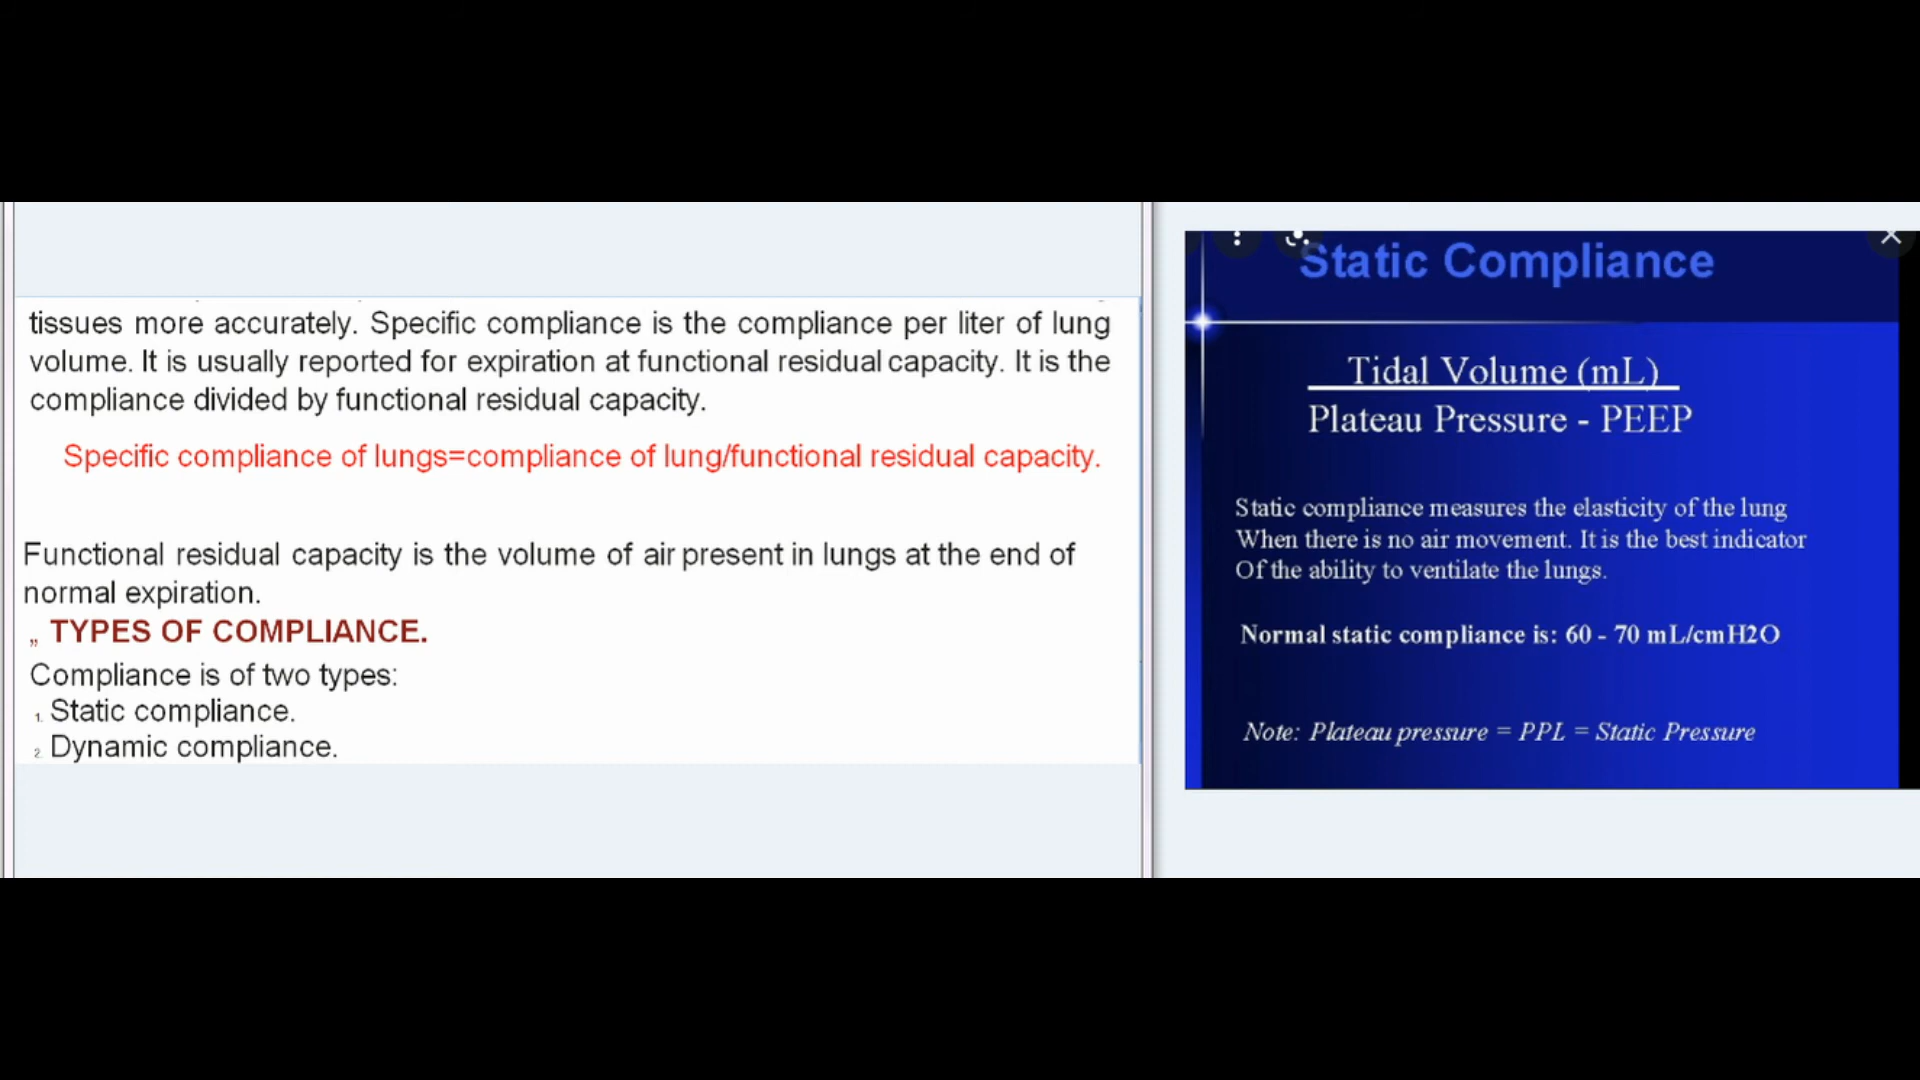 tissues more accurately. Specific compliance is the compliance per liter of lung
volume. It is usually reported for expiration at functional residual capacity. It is the
compliance divided by functional residual capacity.
Specific compliance of lungs=compliance of lung/functional residual capacity.
Functional residual capacity is the volume of air present in lungs at the end of
normal expiration.
„ TYPES OF COMPLIANCE.
Compliance is of two types:
1. Static compliance.
2. Dynamic compliance.
Static Compliance
Tidal Volume (mL)
Plateau Pressure - PEEP
Static compliance measures the elasticity of the lung
When there is no air movement. It is the best indicator
Of the ability to ventilate the lungs.
Normal static compliance is: 60 - 70 mL/cmH2O
Note: Plateau pressure = PPL = Static Pressure